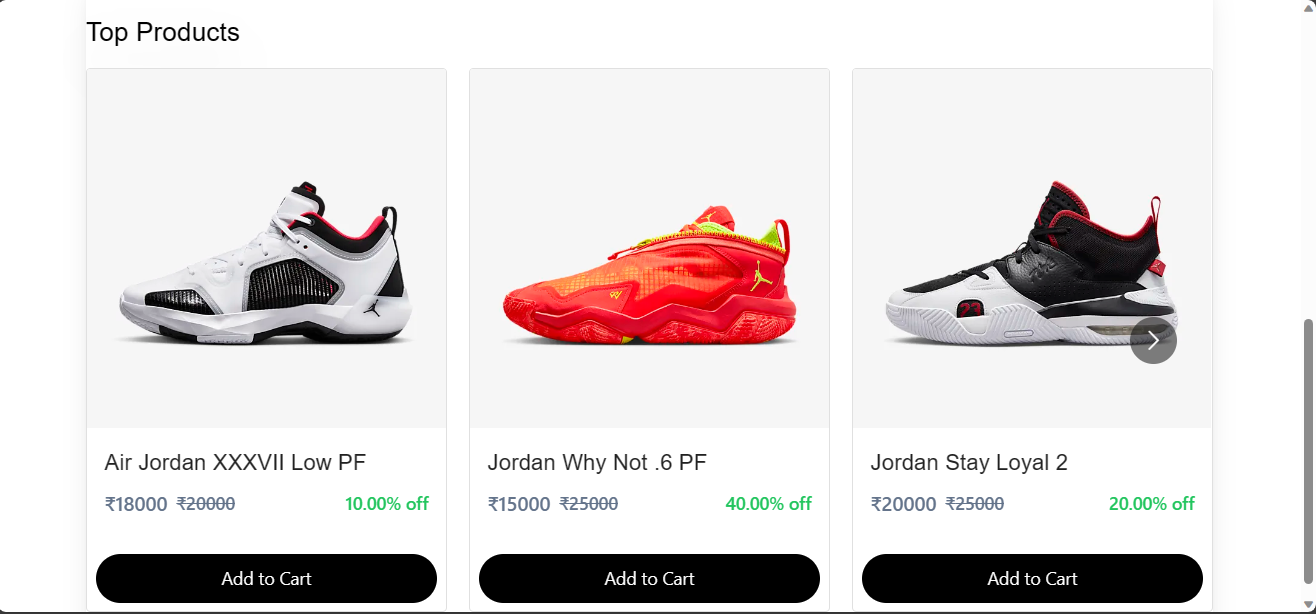 Top Products
23
Air Jordan XXXVII Low PF
₹18000 ₹20000 10.00% off
Add to Cart
Jordan Why Not .6 PF
₹15000 ₹25000 40.00% off
Add to Cart
Jordan Stay Loyal 2
₹20000 ₹25000 20.00% off
Add to Cart